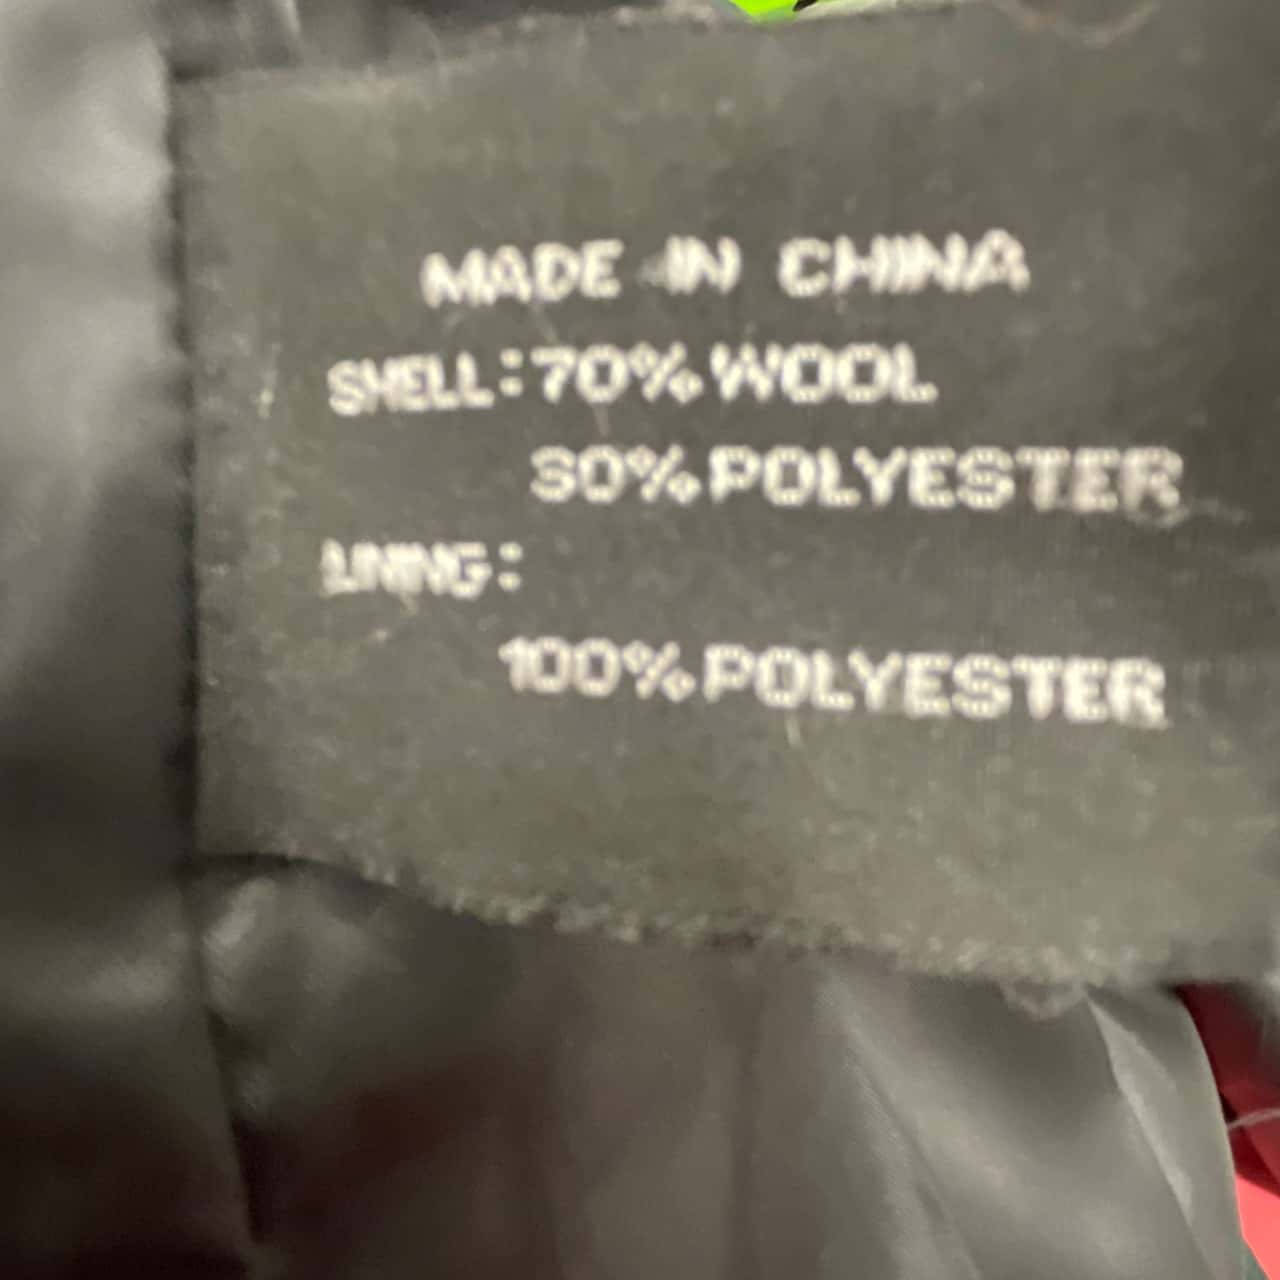 MADE IN CHINA
SHELL: 70% WOOL
30% POLYESTER
LINING:
100% POLYESTER